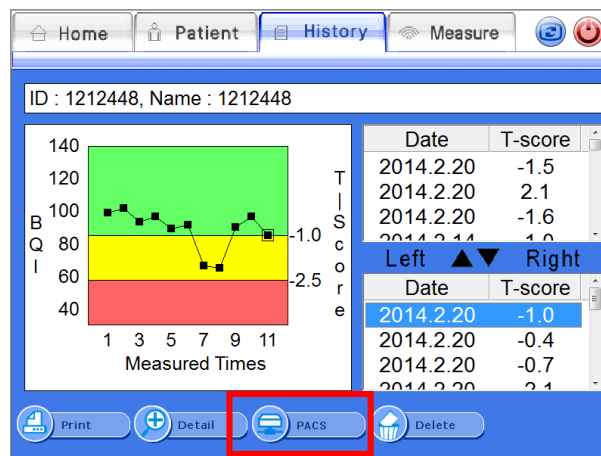 Home
Patient
History
Measure
ID : 1212448, Name : 1212448
140
120
100
80
60
40
BQI
-1.0
-2.5
T|Score
1 3 5 7 9 11
Measured Times
Date T-score
2014.2.20 -1.5
2014.2.20 2.1
2014.2.20 -1.6
Left ▲▼ Right
Date T-score
2014.2.20 -1.0
2014.2.20 -0.4
2014.2.20 -0.7
Print
Detail
PACS
Delete